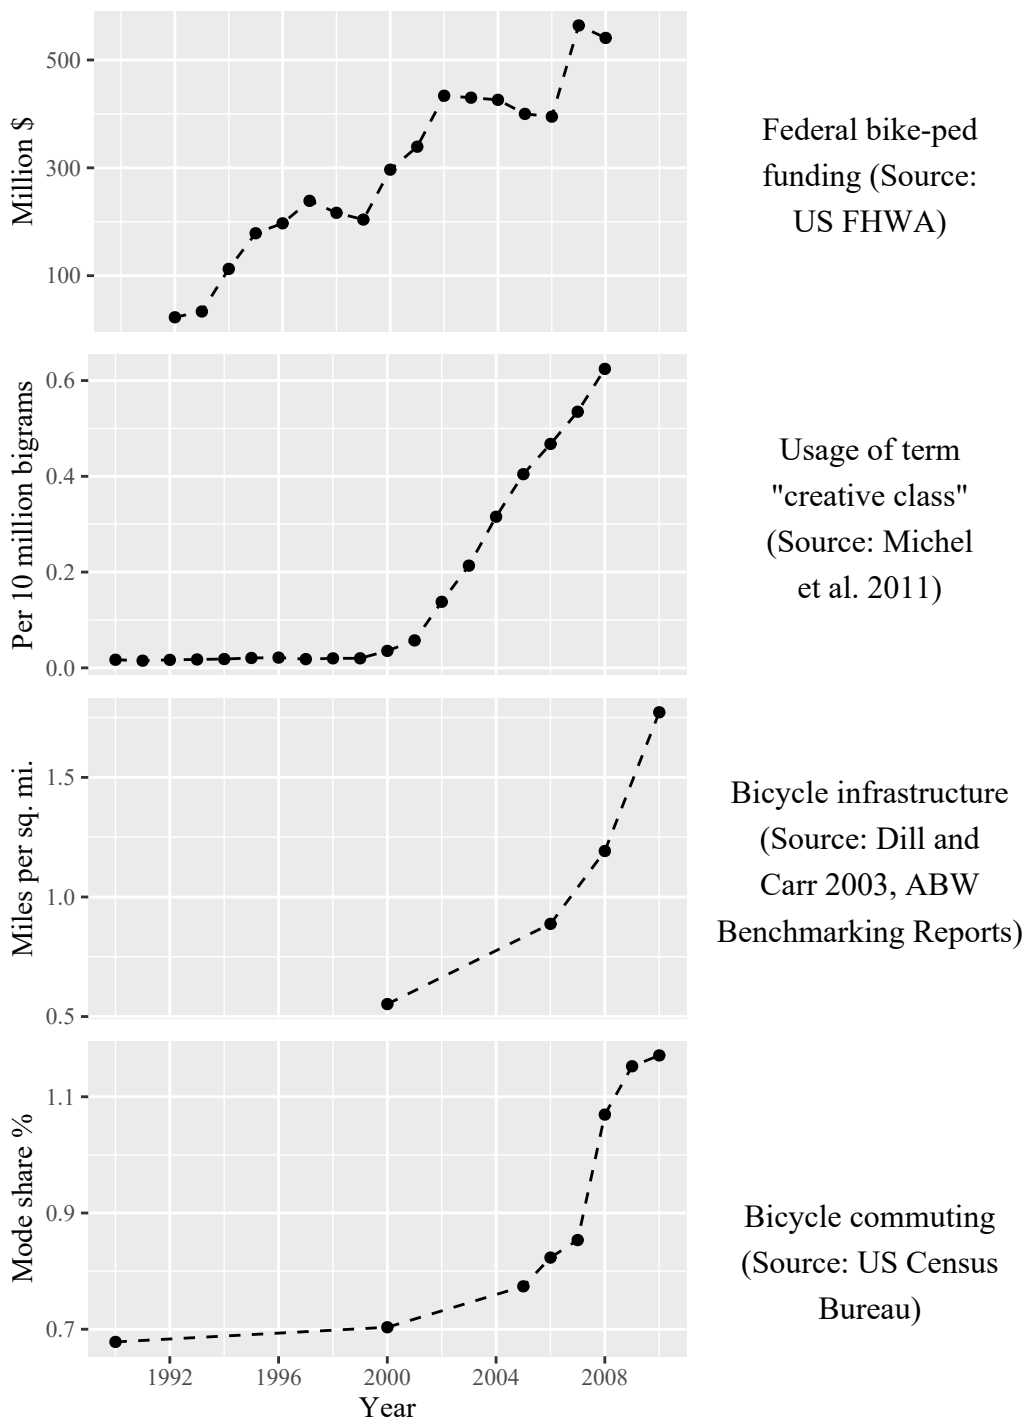 Million $
500
300
100
Federal bike-ped
funding (Source:
US FHWA)
Per 10 million bigrams
0.6
0.4
0.2
0.0
Usage of term
"creative class"
(Source: Michel
et al. 2011)
Miles per sq. mi.
1.5
1.0
0.5
Bicycle infrastructure
(Source: Dill and
Carr 2003, ABW
Benchmarking Reports)
Mode share %
1.1
0.9
0.7
Bicycle commuting
(Source: US Census
Bureau)
1992 1996 2000 2004 2008
Year